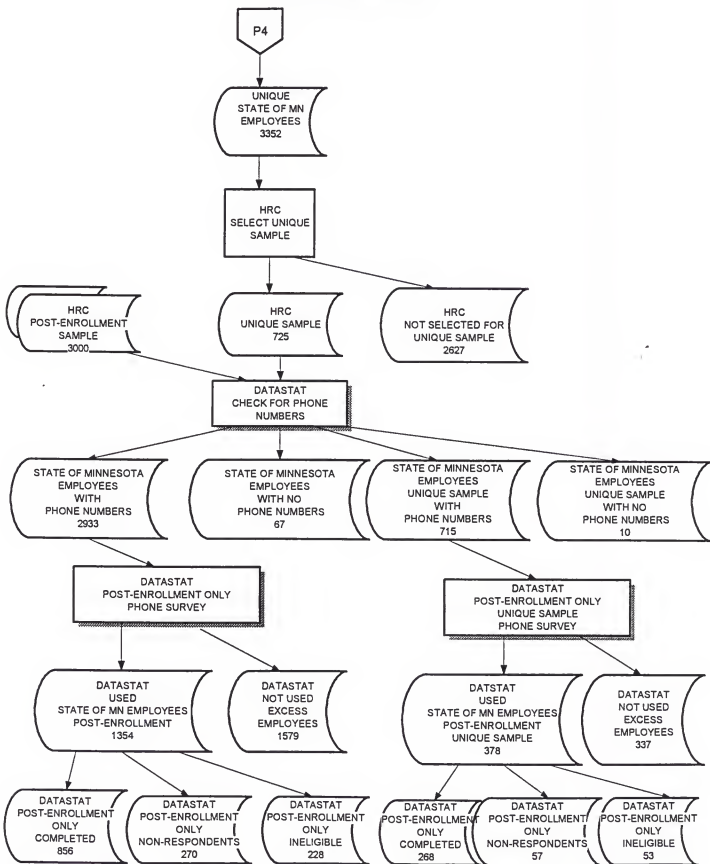 P4
UNIQUE
STATE OF MN
EMPLOYEES
3352
HRC
SELECT UNIQUE
SAMPLE
HRC
POST-ENROLLMENT
SAMPLE
3000
HRC
UNIQUE SAMPLE
725
HRC
NOT SELECTED FOR
UNIQUE SAMPLE
2627
DATASTAT
CHECK FOR PHONE
NUMBERS
STATE OF MINNESOTA
EMPLOYEES
WITH
PHONE NUMBERS
2933
STATE OF MINNESOTA
EMPLOYEES
WITH NO
PHONE NUMBERS
67
STATE OF MINNESOTA
EMPLOYEES
UNIQUE SAMPLE
WITH
PHONE NUMBERS
715
STATE OF MINNESOTA
EMPLOYEES
UNIQUE SAMPLE
WITH NO
PHONE NUMBERS
10
DATASTAT
POST-ENROLLMENT ONLY
PHONE SURVEY
DATASTAT
POST-ENROLLMENT ONLY
UNIQUE SAMPLE
PHONE SURVEY
DATASTAT
USED
STATE OF MN EMPLOYEES
POST-ENROLLMENT
1354
DATASTAT
NOT USED
EXCESS
EMPLOYEES
1579
DATSTAT
USED
STATE OF MN EMPLOYEES
POST-ENROLLMENT
UNIQUE SAMPLE
378
DATASTAT
NOT USED
EXCESS
EMPLOYEES
337
DATASTAT
POST-ENROLLMENT
ONLY
COMPLETED
856
DATASTAT
POST-ENROLLMENT
ONLY
NON-RESPONDENTS
270
DATASTAT
POST-ENROLLMENT
ONLY
INELIGIBLE
228
DATASTAT
POST-ENROLLMENT
ONLY
COMPLETED
268
DATASTAT
POST-ENROLLMENT
ONLY
NON-RESPONDENTS
57
DATASTAT
POST-ENROLLMENT
ONLY
INELIGIBLE
53